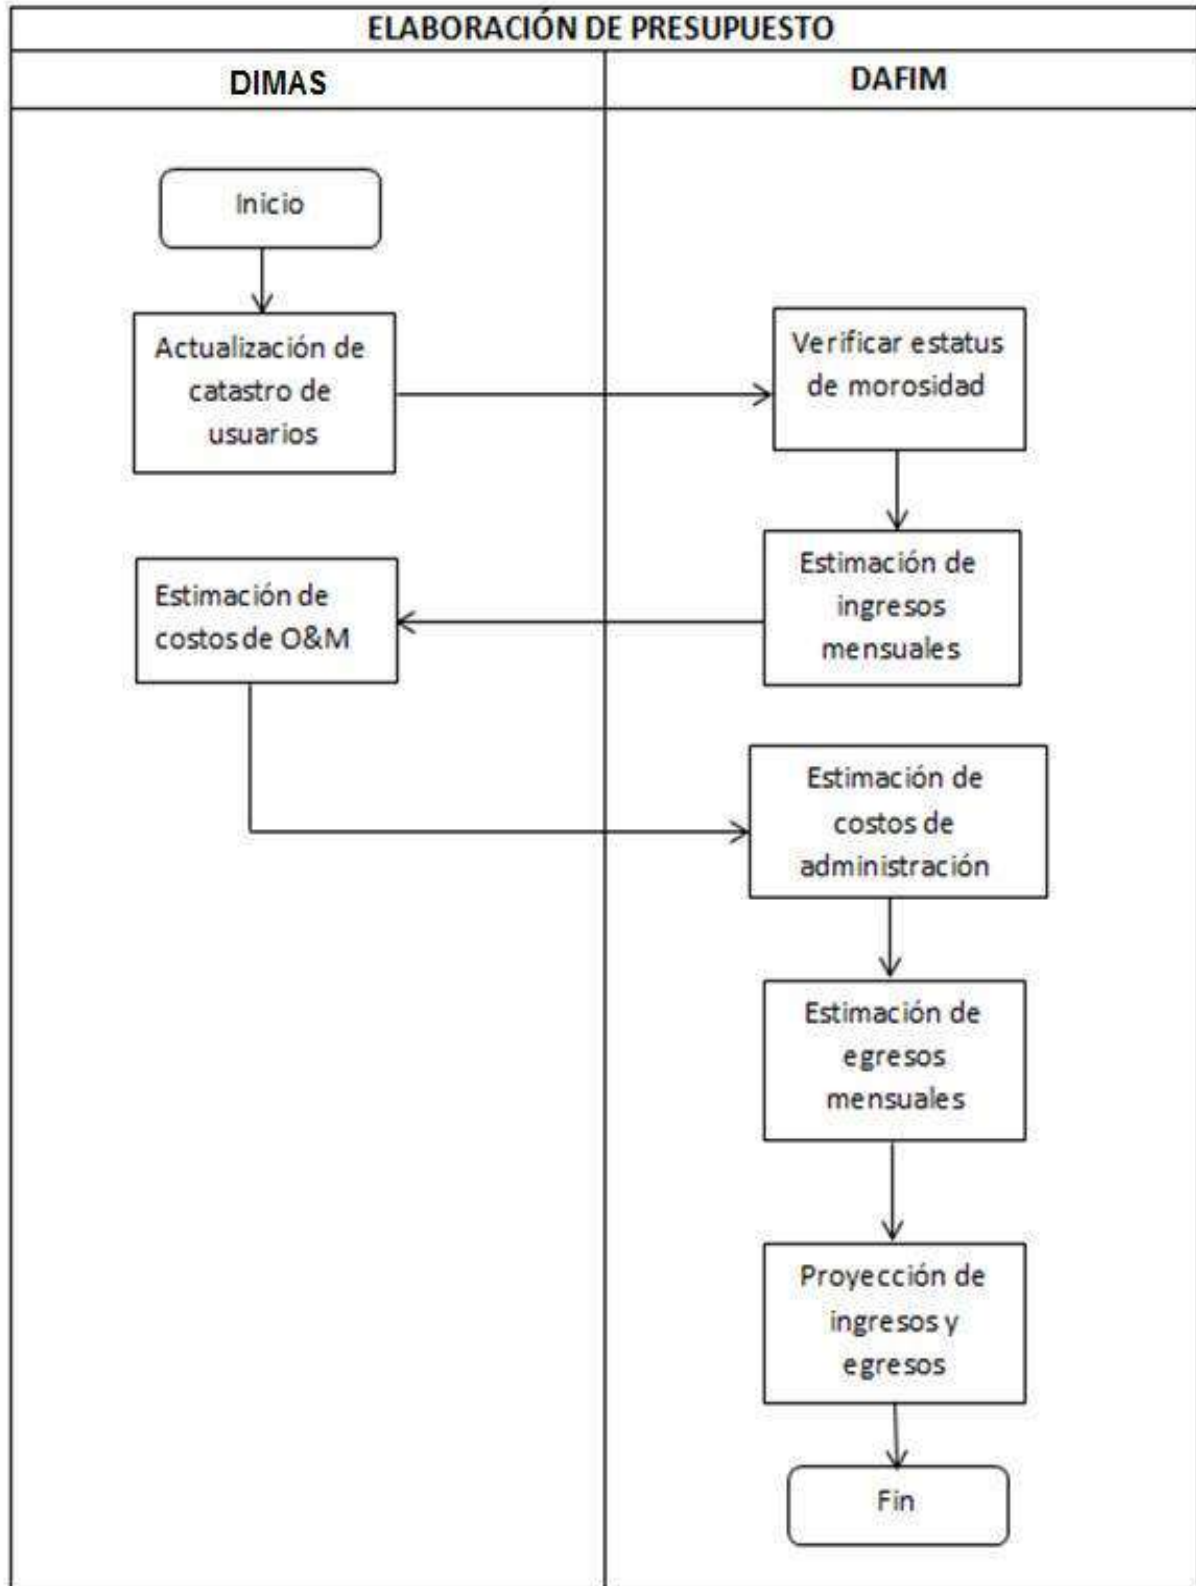 ELABORACIÓN DE PRESUPUESTO
DIMAS
DAFIM
Inicio
Actualización de
catastro de
usuarios
Verificar estatus
de morosidad
Estimación de
ingresos
mensuales
Estimación de
costos de O&M
Estimación de
costos de
administración
Estimación de
egresos
mensuales
Proyección de
ingresos y
egresos
Fin